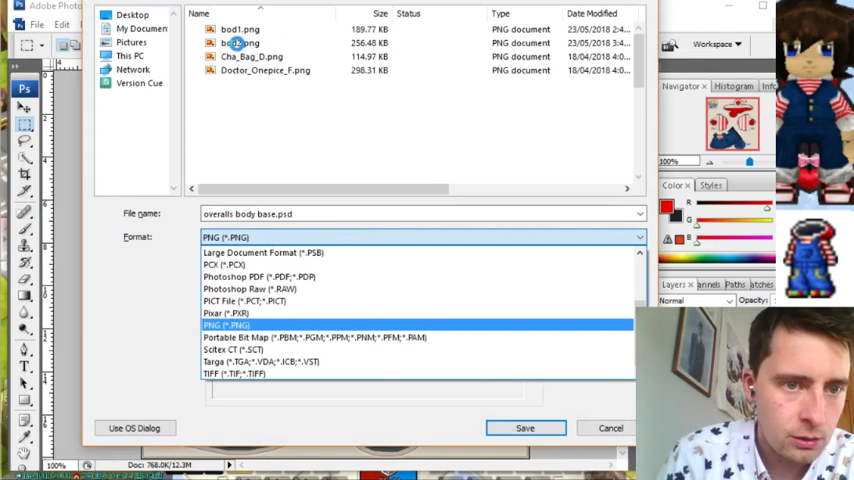 File
Edit
Workspace
Desktop
My Documen
Pictures
This PC
Network
Version Cue
Name
Size
Status
Type
Date Modified
bod1.png
189.77 KB
PNG document
23/05/2018 2:4...
256.48 KB
PNG document
23/05/2018 2:4...
Cha_Bag_D.png
114.97 KB
PNG document
18/04/2018 4:0...
Doctor_Onepice_F.png
298.31 KB
PNG document
18/04/2018 4:0...
File name:
overalls body base.psd
Format:
PNG (*.PNG)
Large Document Format (*.PSB)
PCX (*.PCX)
Photoshop PDF (*.PDF;*.PDP)
Photoshop Raw (*.RAW)
PICT File (*.PCT;*.PICT)
Pixar (*.PXR)
PNG (*.PNG)
Portable Bit Map (*.PBM;*.PGM;*.PPM;*.PNM;*.PFM;*.PAM)
Scitex CT (*.SCT)
Targa (*.TGA;*.VDA;*.ICB;*.VST)
TIFF (*.TIF;*.TIFF)
Use OS Dialog
Save
Cancel
100%
Doc: 768.0K/12.3M
Ps
Navigator
Histogram
Info
100%
Color
Styles
R
G
B
Layers
Paths
Normal
Opacity: